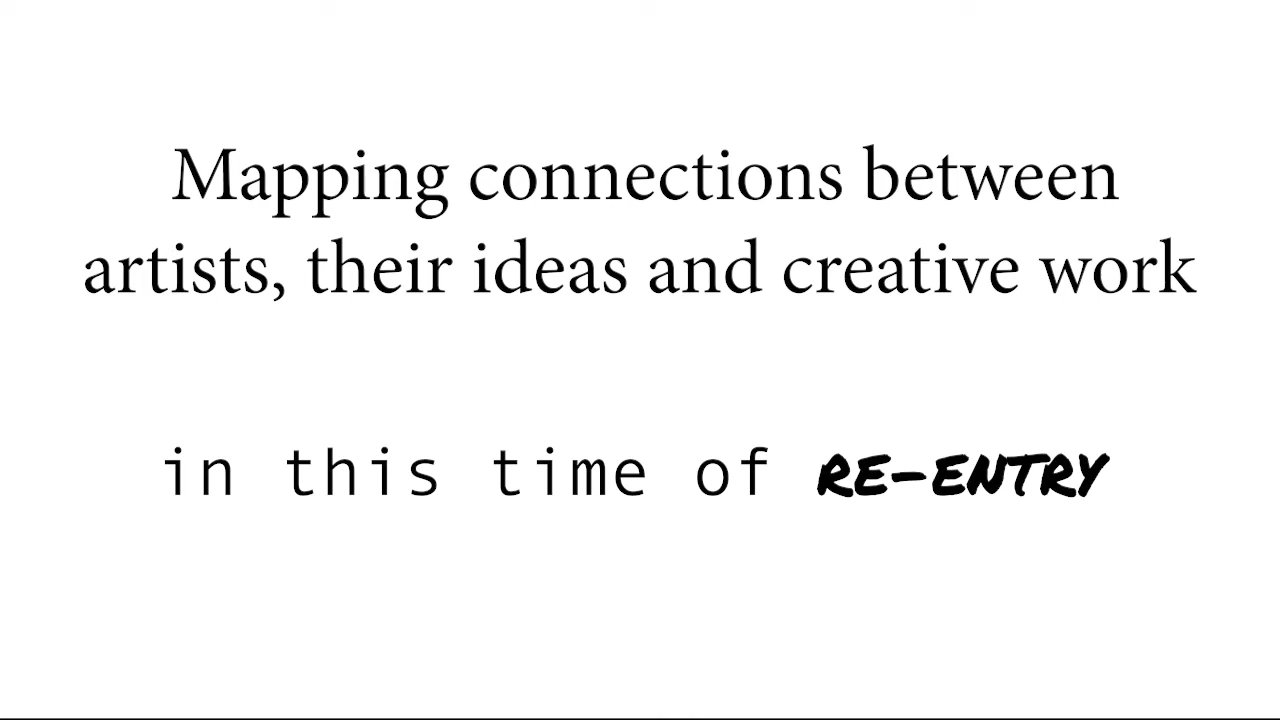 Mapping connections between
artists, their ideas and creative work
in this time of RE-ENTRY